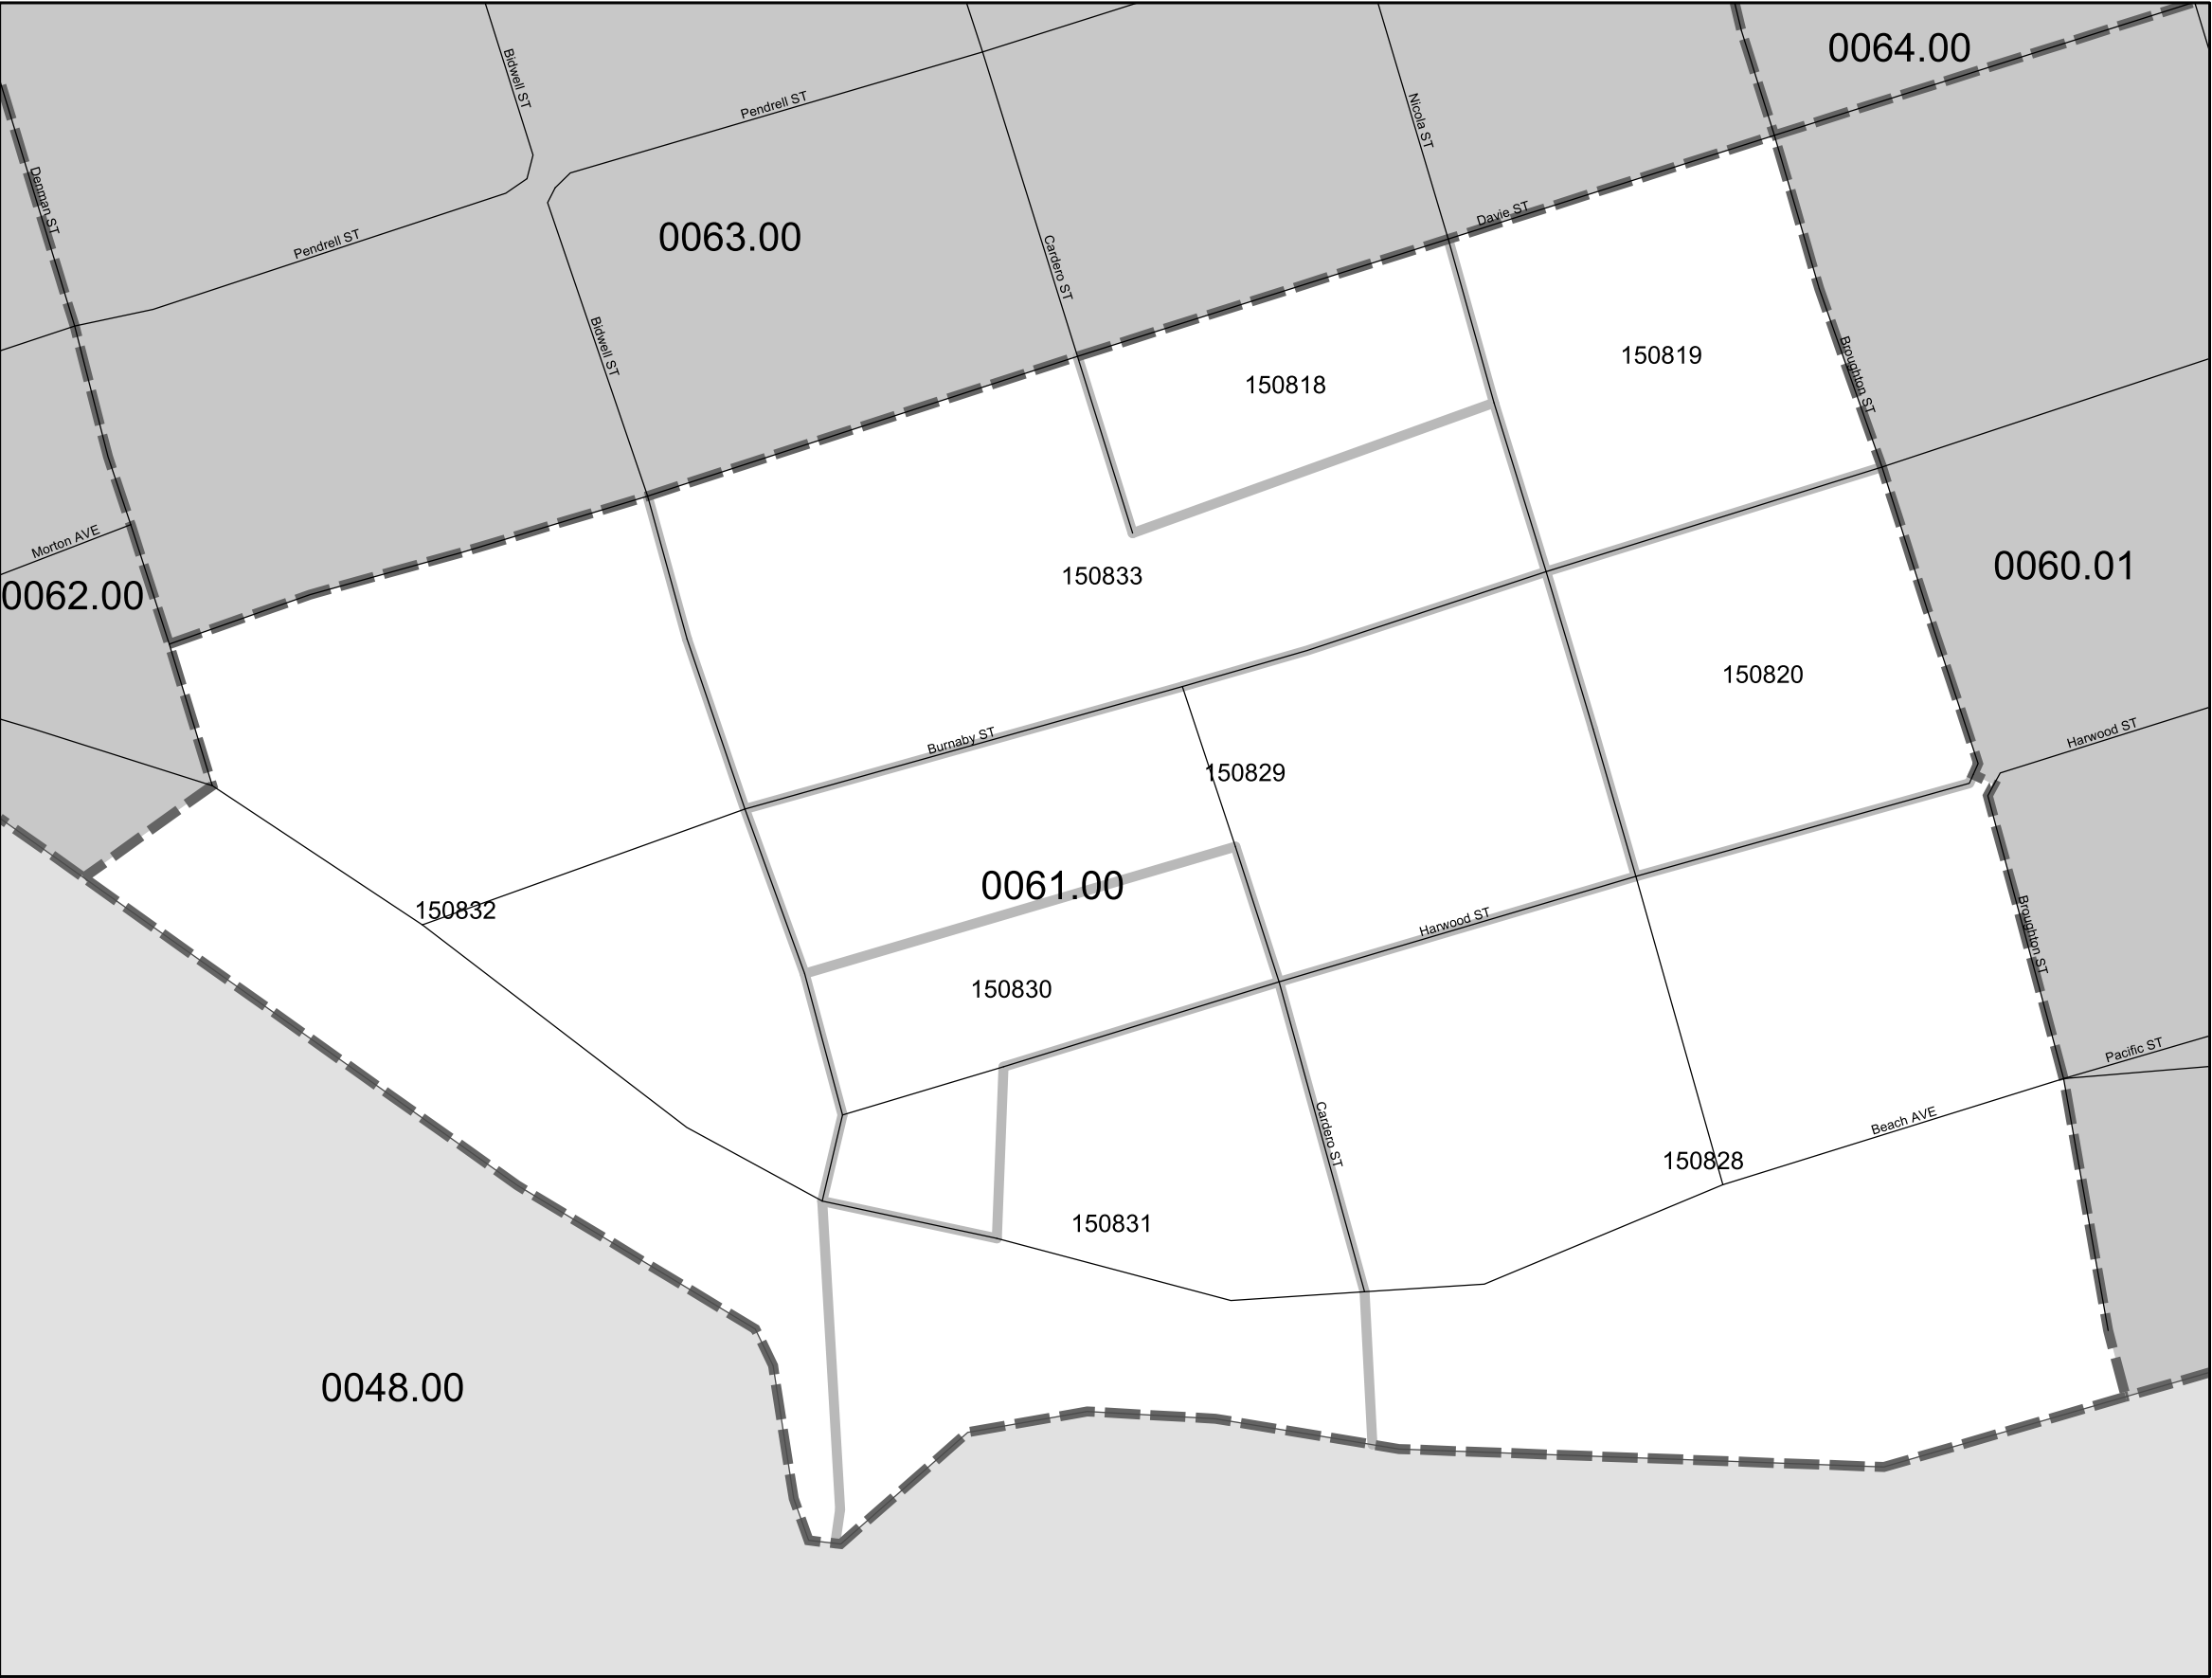 0064.00
Bidwell ST
Pendrell ST
Nicola ST
Denman ST
Davie ST
Pendrell ST
0063.00
Cardero ST
Bidwell ST
150818
150819
Broughton ST
Morton AVE
0062.00
150833
0060.01
150820
Burnaby ST
Harwood ST
150829
0061.00
150832
Harwood ST
Broughton ST
150830
Pacific ST
Cardero ST
Beach AVE
150828
150831
0048.00